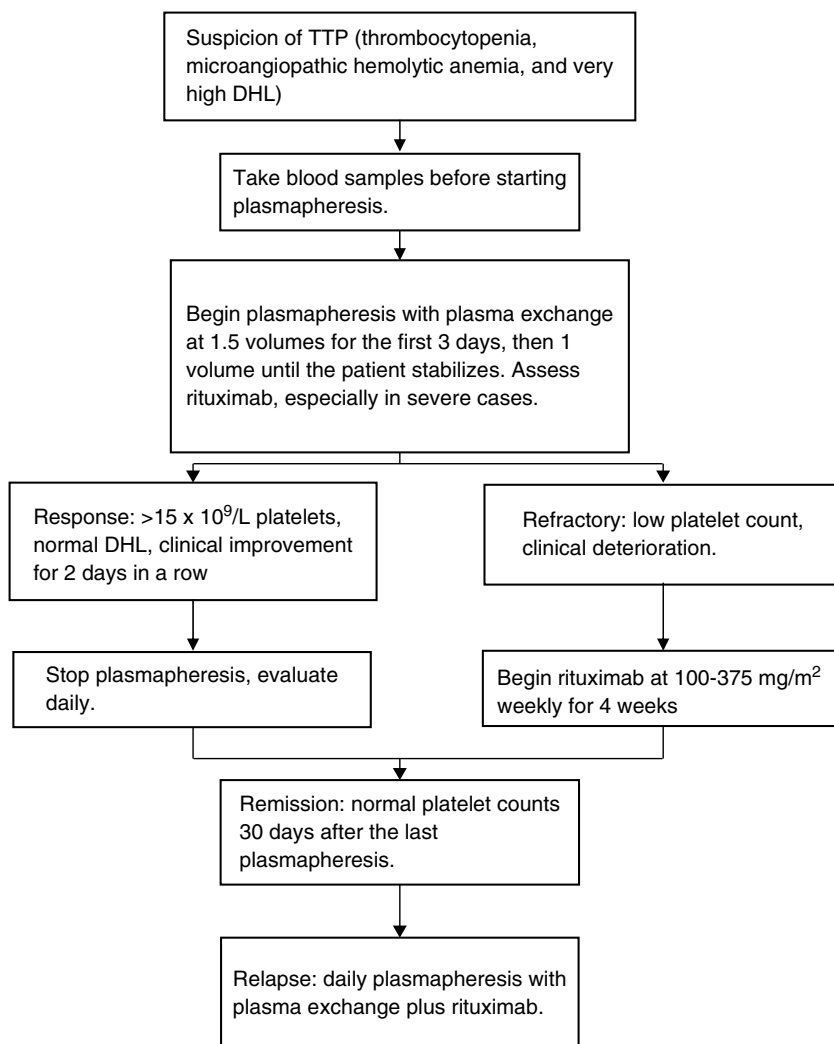 Suspicion of TTP (thrombocytopenia,
microangiopathic hemolytic anemia, and very
high DHL)
Take blood samples before starting
plasmapheresis.
Begin plasmapheresis with plasma exchange
at 1.5 volumes for the first 3 days, then 1
volume until the patient stabilizes. Assess
rituximab, especially in severe cases.
Response: >15 x 10⁹/L platelets,
normal DHL, clinical improvement
for 2 days in a row
Refractory: low platelet count,
clinical deterioration.
Stop plasmapheresis, evaluate
daily.
Begin rituximab at 100-375 mg/m²
weekly for 4 weeks
Remission: normal platelet counts
30 days after the last
plasmapheresis.
Relapse: daily plasmapheresis with
plasma exchange plus rituximab.